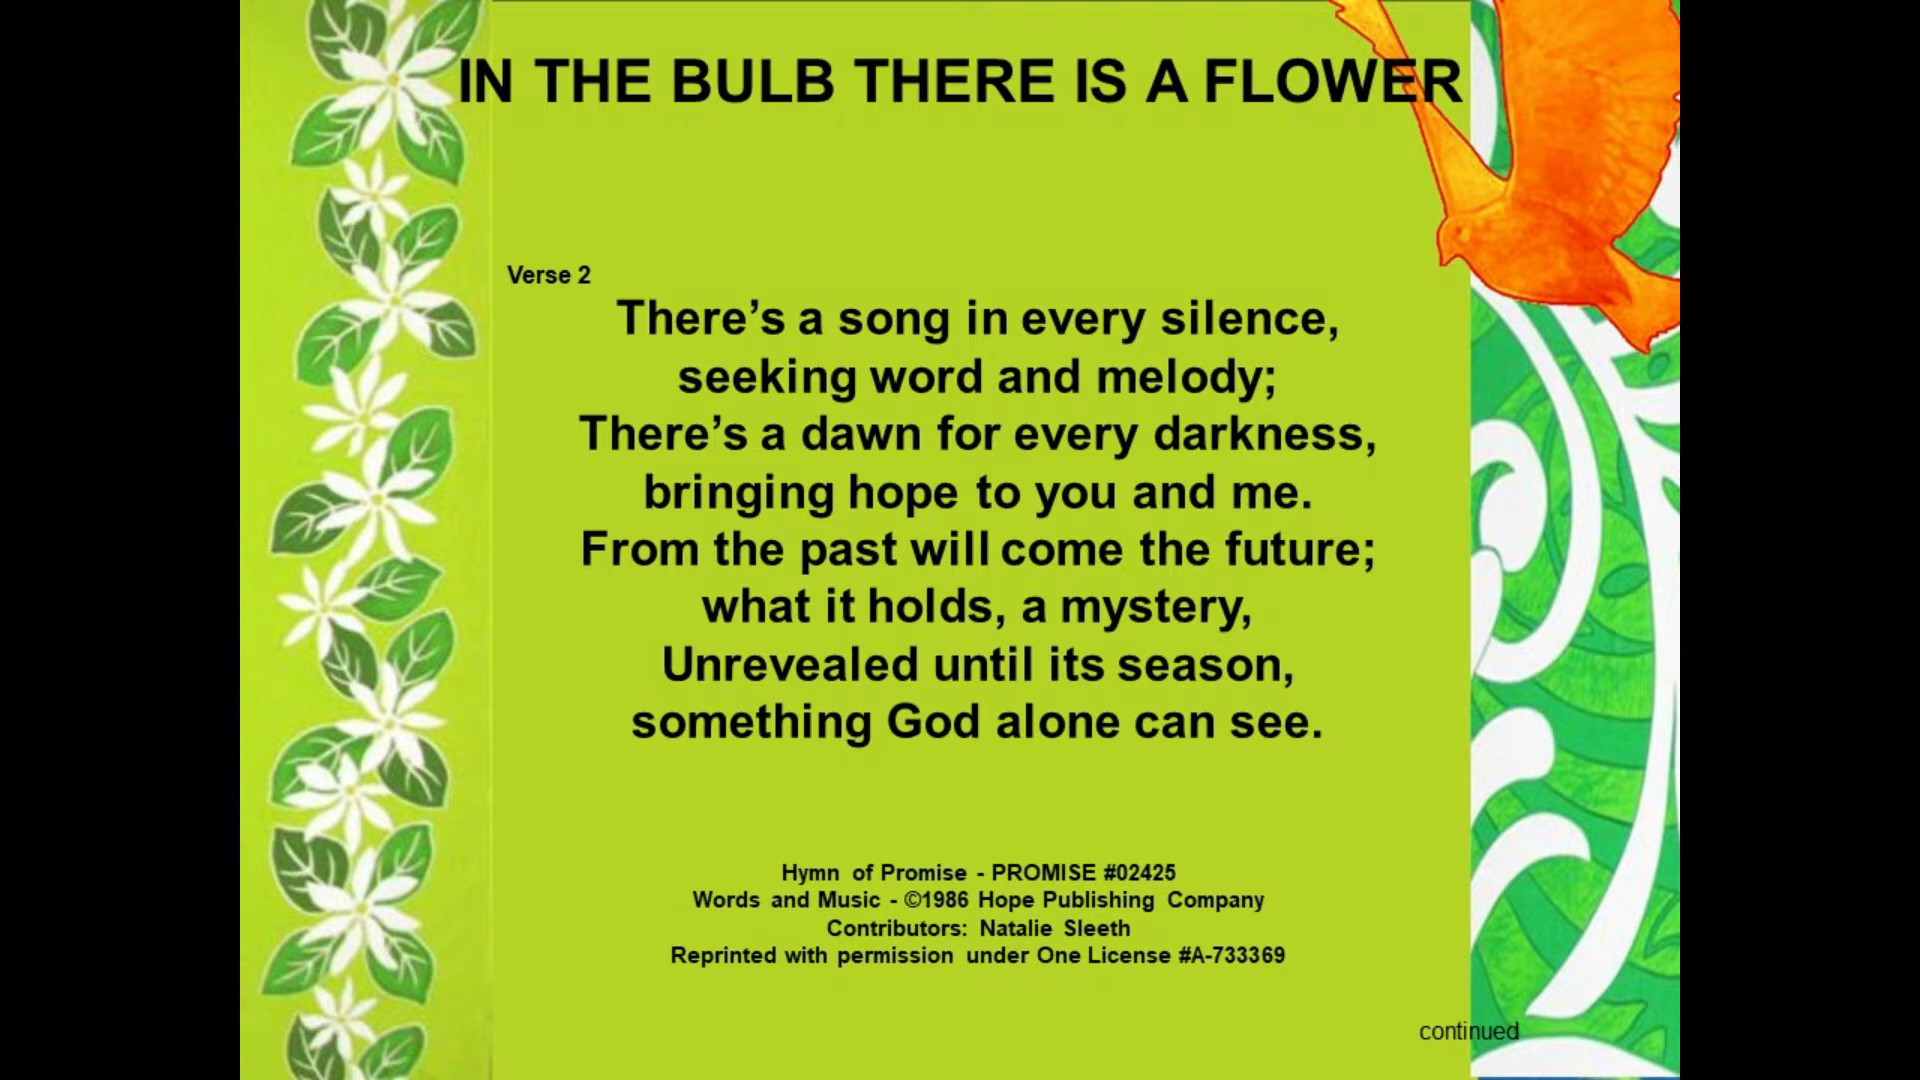 IN THE BULB THERE IS A FLOWER
Verse 2
There’s a song in every silence,
seeking word and melody;
There’s a dawn for every darkness,
bringing hope to you and me.
From the past will come the future;
what it holds, a mystery,
Unrevealed until its season,
something God alone can see.
Hymn of Promise - PROMISE #02425
Words and Music - ©1986 Hope Publishing Company
Contributors: Natalie Sleeth
Reprinted with permission under One License #A-733369
continued